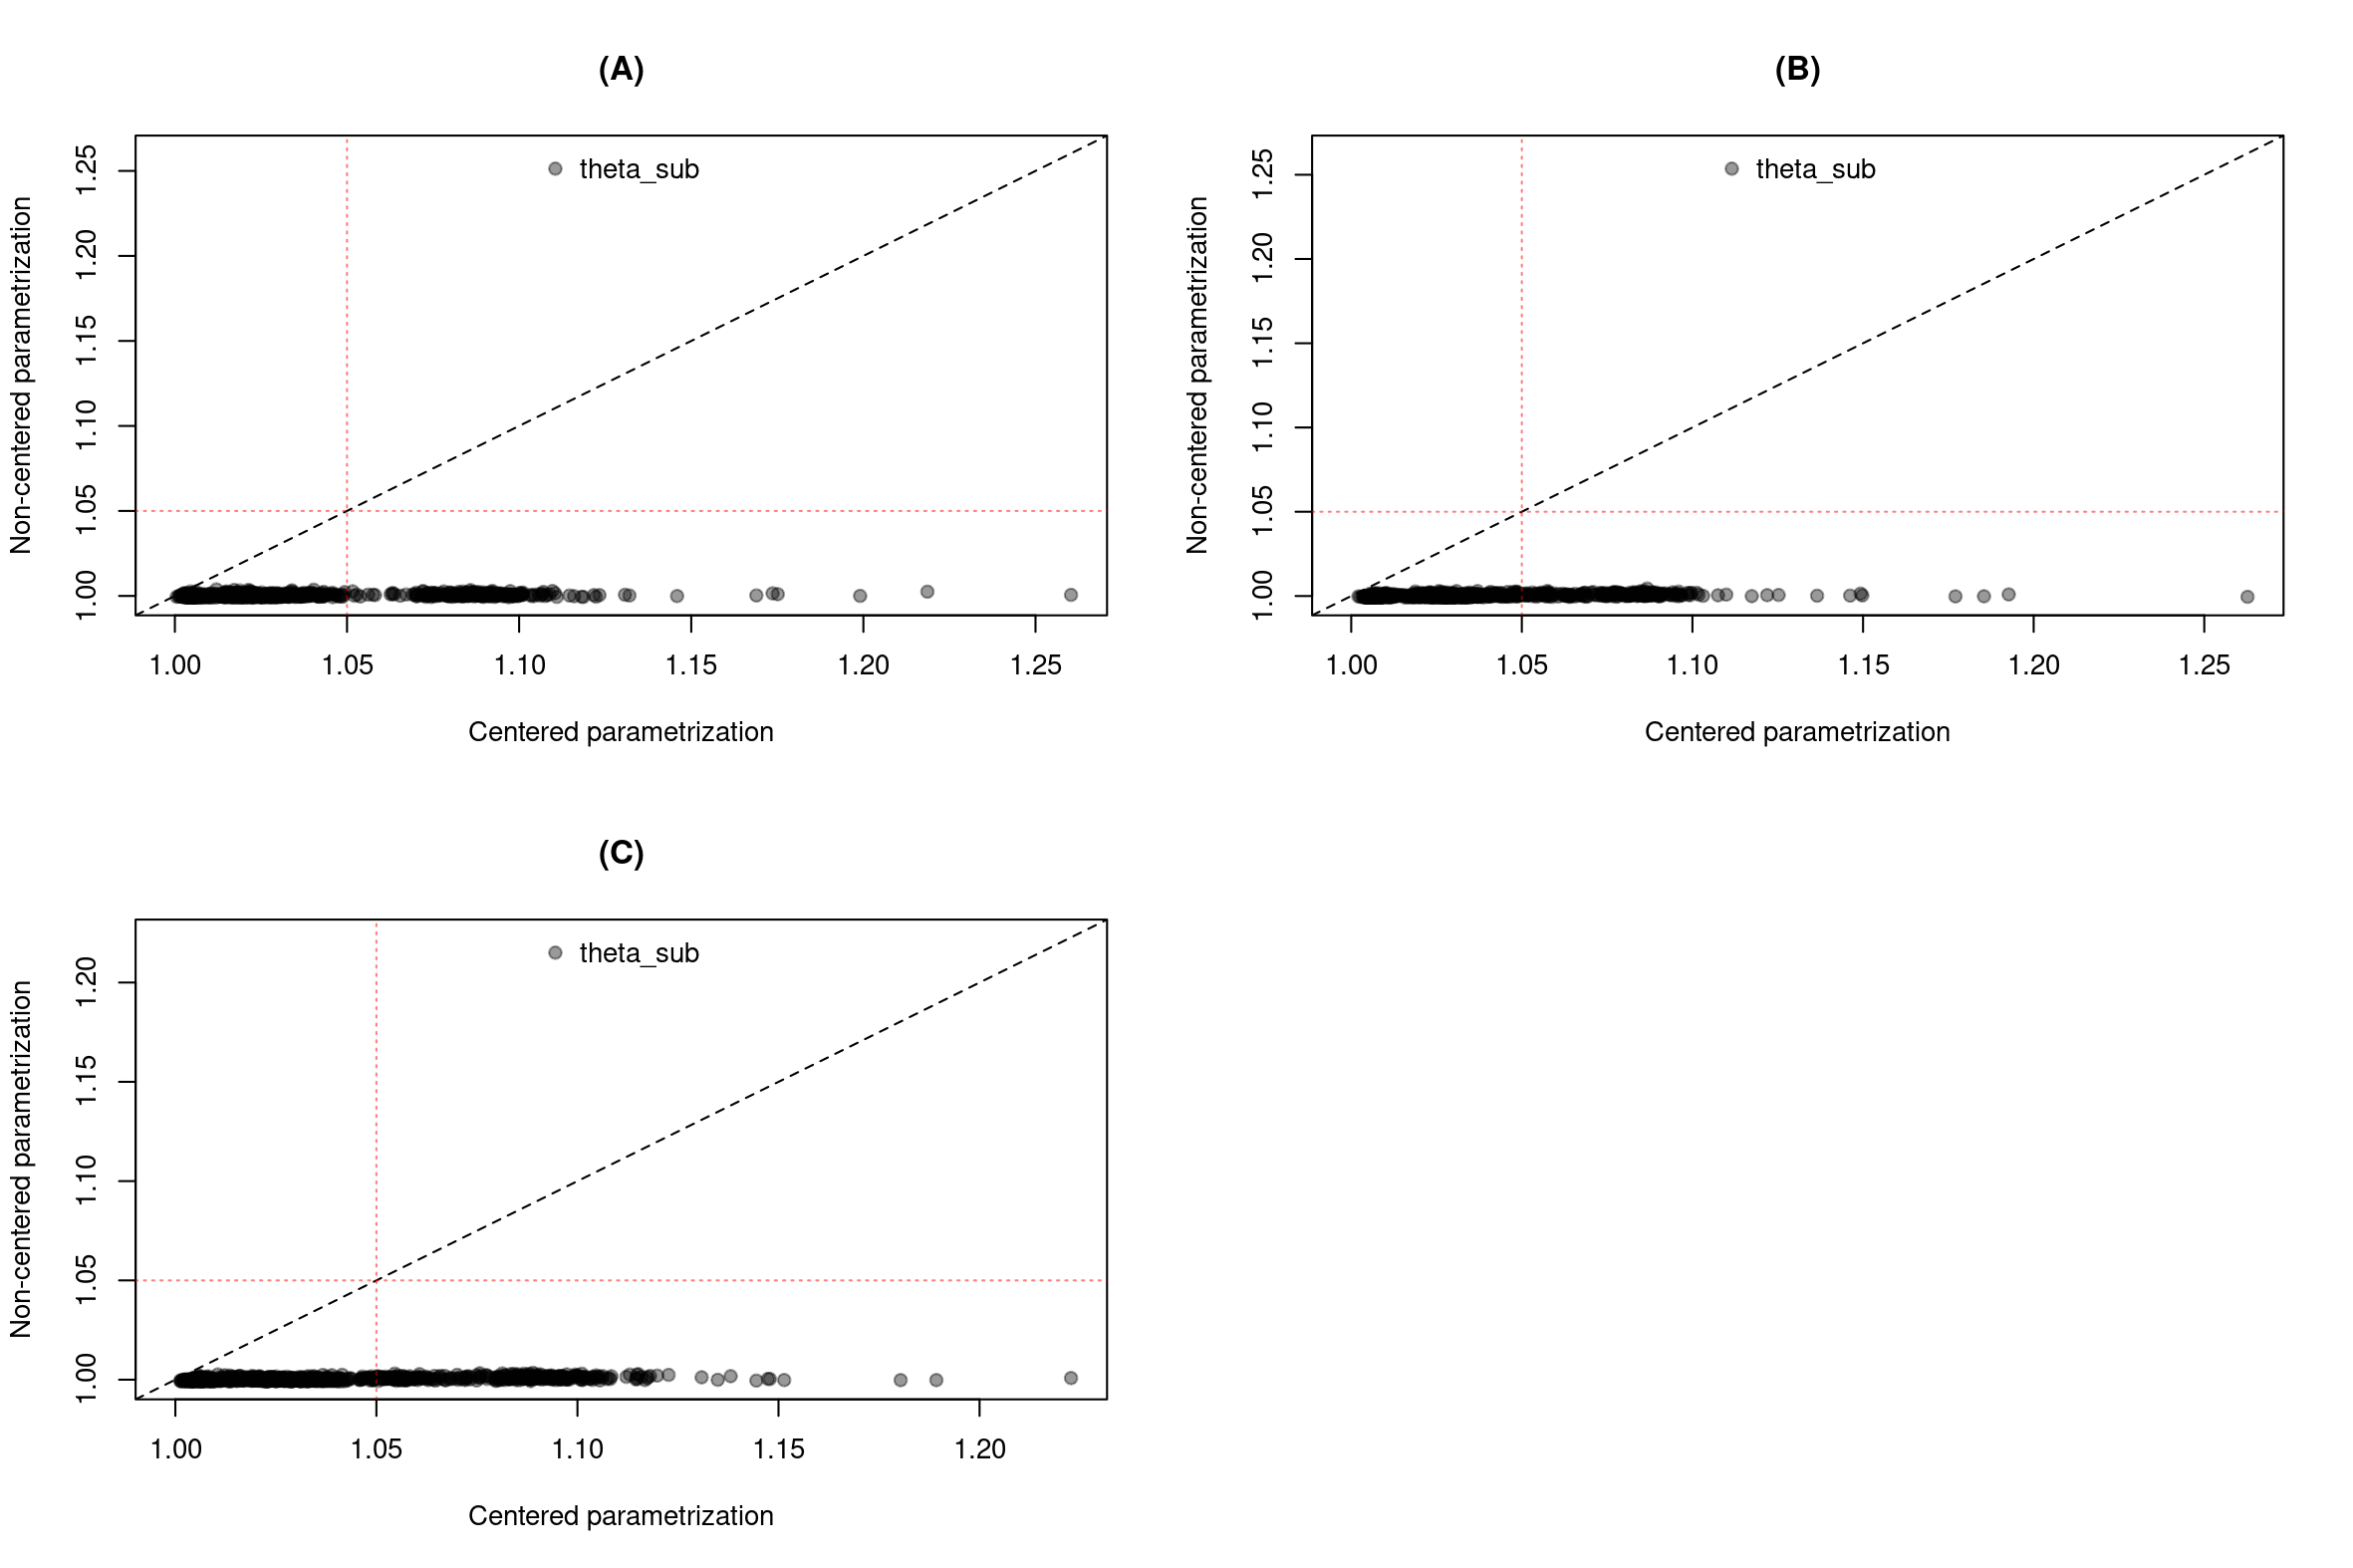 (A)
theta_sub
Non-centered parametrization
1.25
1.20
1.15
1.10
1.05
1.00
1.00 1.05 1.10 1.15 1.20 1.25
Centered parametrization
(B)
theta_sub
Non-centered parametrization
1.25
1.20
1.15
1.10
1.05
1.00
1.00 1.05 1.10 1.15 1.20 1.25
Centered parametrization
(C)
theta_sub
Non-centered parametrization
1.20
1.15
1.10
1.05
1.00
1.00 1.05 1.10 1.15 1.20
Centered parametrization